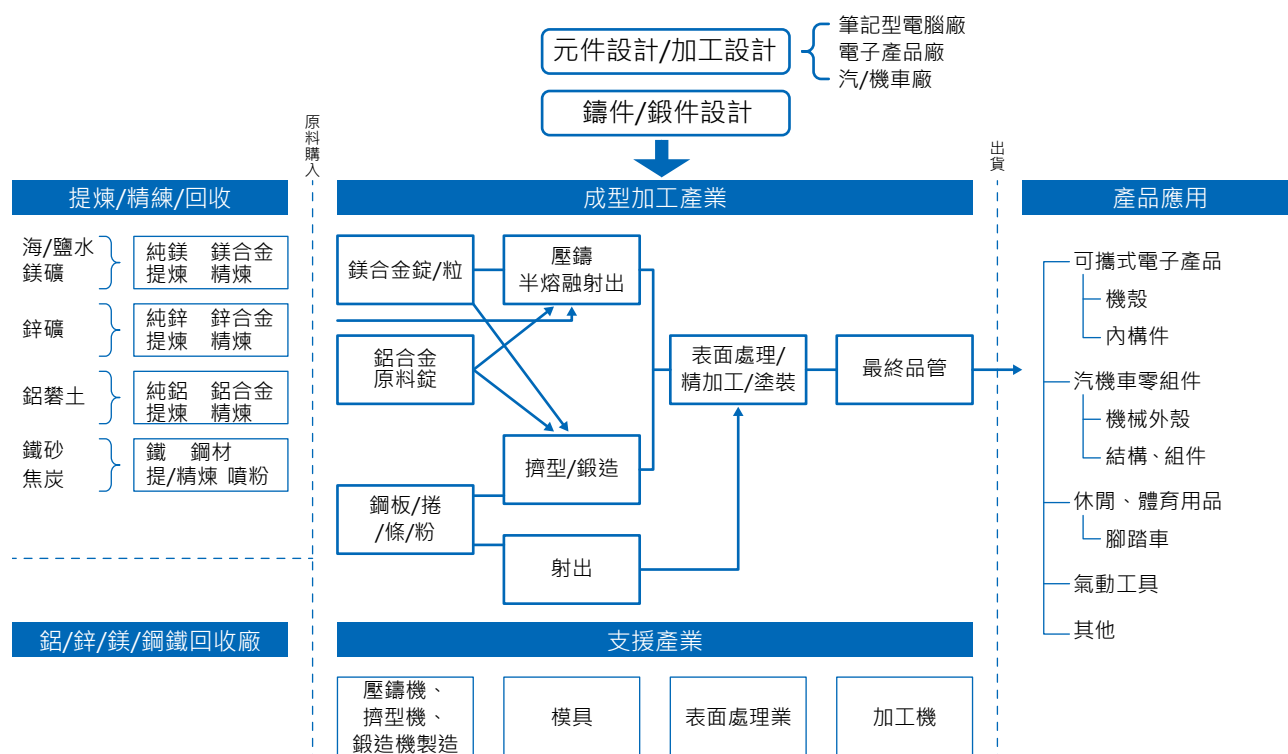 元件設計/加工設計
筆記型電腦廠
電子產品廠
汽/機車廠
鑄件/鍛件設計
原料購入
出貨
提煉/精練/回收
海/鹽水
鎂礦
純鎂 鎂合金
提煉 精煉
鋅礦
純鋅 鋅合金
提煉 精煉
鋁礬土
純鋁 鋁合金
提煉 精煉
鐵砂
焦炭
鐵 鋼材
提/精煉 噴粉
鋁/鋅/鎂/鋼鐵回收廠
成型加工產業
鎂合金錠/粒
壓鑄
半熔融射出
鋁合金
原料錠
擠型/鍛造
鋼板/捲
/條/粉
射出
表面處理/
精加工/塗裝
最終品管
支援產業
壓鑄機、
擠型機、
鍛造機製造
模具
表面處理業
加工機
產品應用
可攜式電子產品
機殼
內構件
汽機車零組件
機械外殼
結構、組件
休閒、體育用品
腳踏車
氣動工具
其他